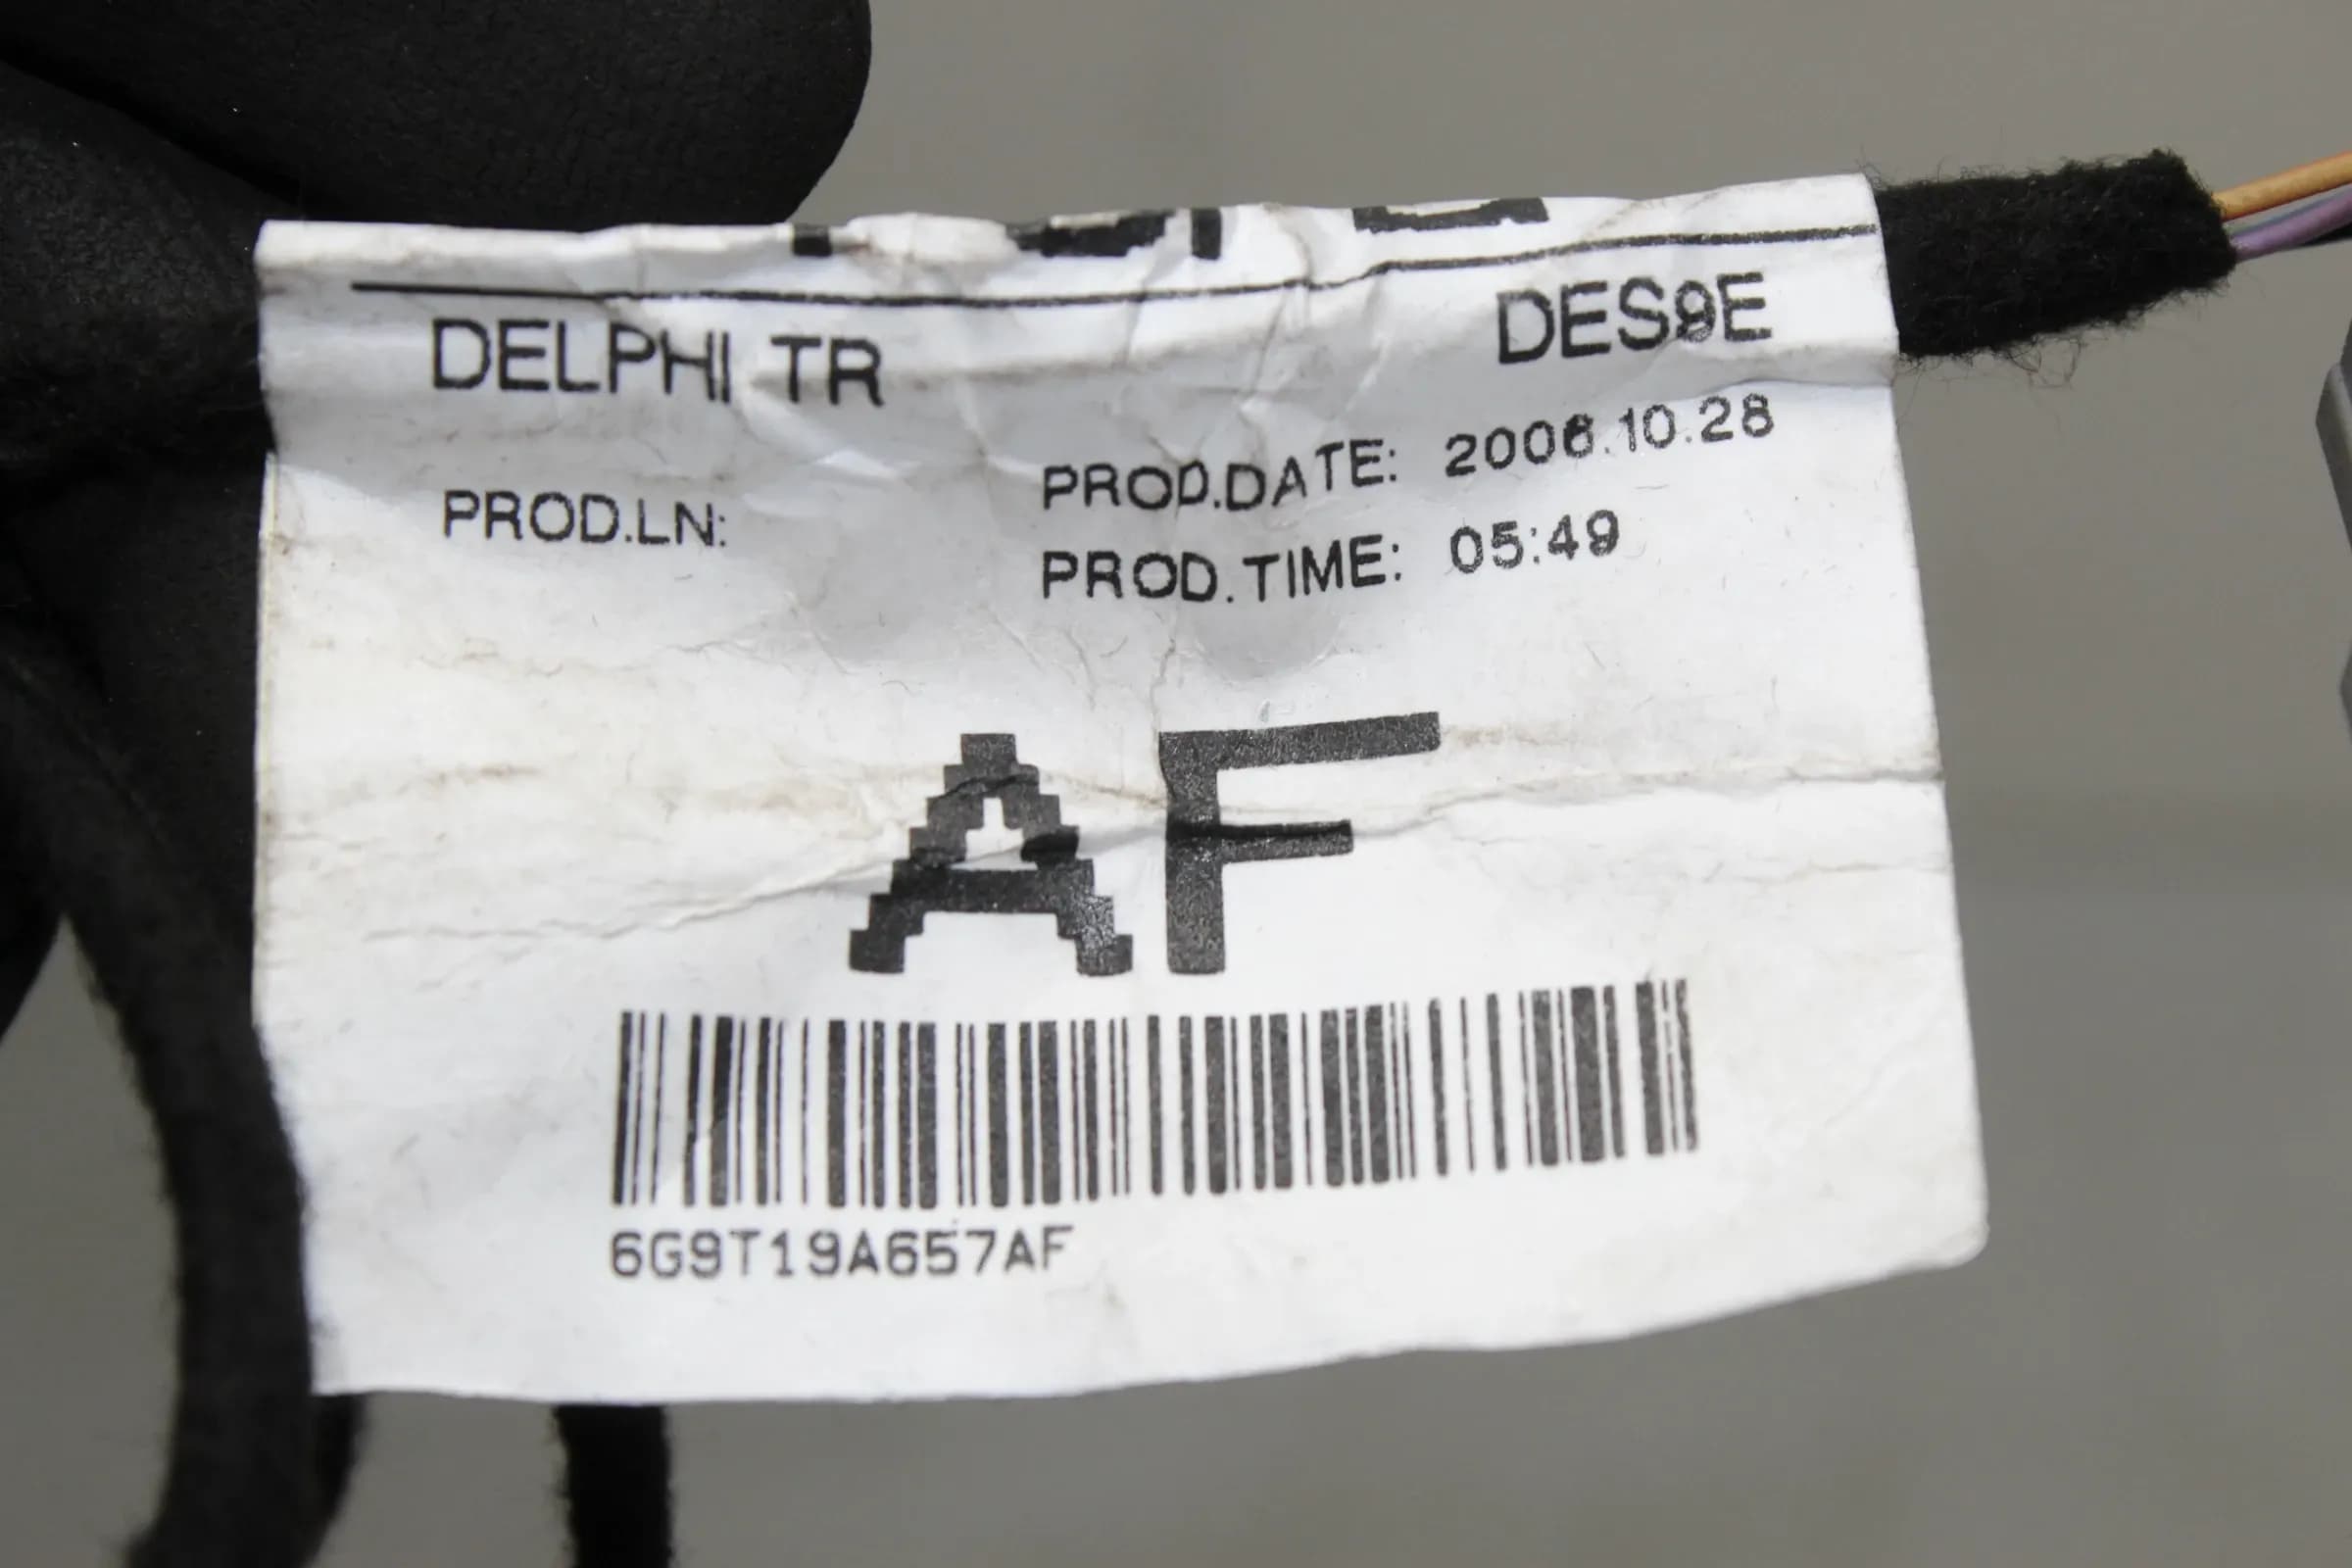 DELPHI TR DES9E
PROD.LN: PROD.DATE: 2006.10.28
PROD.TIME: 05:49
AF
6G9T19A657AF